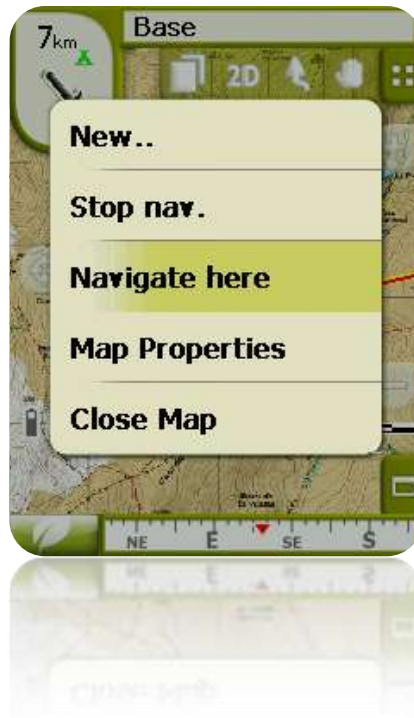 7km
Base
2D
New..
Stop nav.
Navigate here
Map Properties
Close Map
NE E SE S